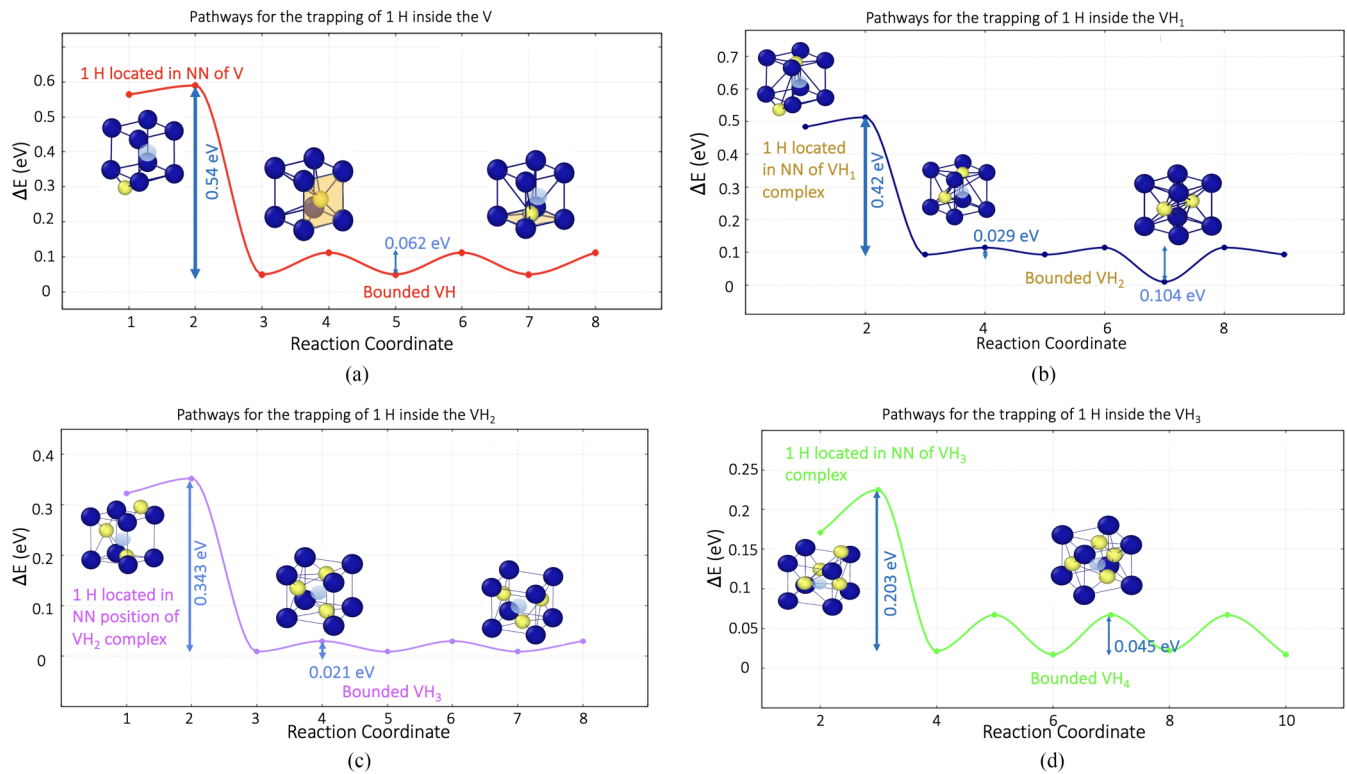 Pathways for the trapping of 1 H inside the V
1 H located in NN of V
0.54 eV
0.062 eV
Bounded VH
ΔE (eV)
0.6
0.5
0.4
0.3
0.2
0.1
0
1 2 3 4 5 6 7 8
Reaction Coordinate
(a)
Pathways for the trapping of 1 H inside the VH₁
1 H located
in NN of VH₁
complex
0.42 eV
0.029 eV
Bounded VH₂
0.104 eV
ΔE (eV)
0.7
0.6
0.5
0.4
0.3
0.2
0.1
0
2 4 6 8
Reaction Coordinate
(b)
Pathways for the trapping of 1 H inside the VH₂
1 H located in
NN position of
VH₂ complex
0.343 eV
0.021 eV
Bounded VH₃
ΔE (eV)
0.4
0.3
0.2
0.1
0
1 2 3 4 5 6 7 8
Reaction Coordinate
(c)
Pathways for the trapping of 1 H inside the VH₃
1 H located in NN of VH₃
complex
0.203 eV
0.045 eV
Bounded VH₄
ΔE (eV)
0.25
0.20
0.15
0.10
0.05
0
2 4 6 8 10
Reaction Coordinate
(d)